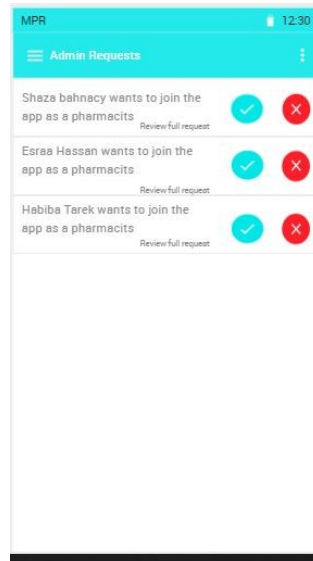 MPR 12:30
Admin Requests
Shaza bahnacy wants to join the
app as a pharmacits
Review full request
Esraa Hassan wants to join the
app as a pharmacits
Review full request
Habiba Tarek wants to join the
app as a pharmacits
Review full request